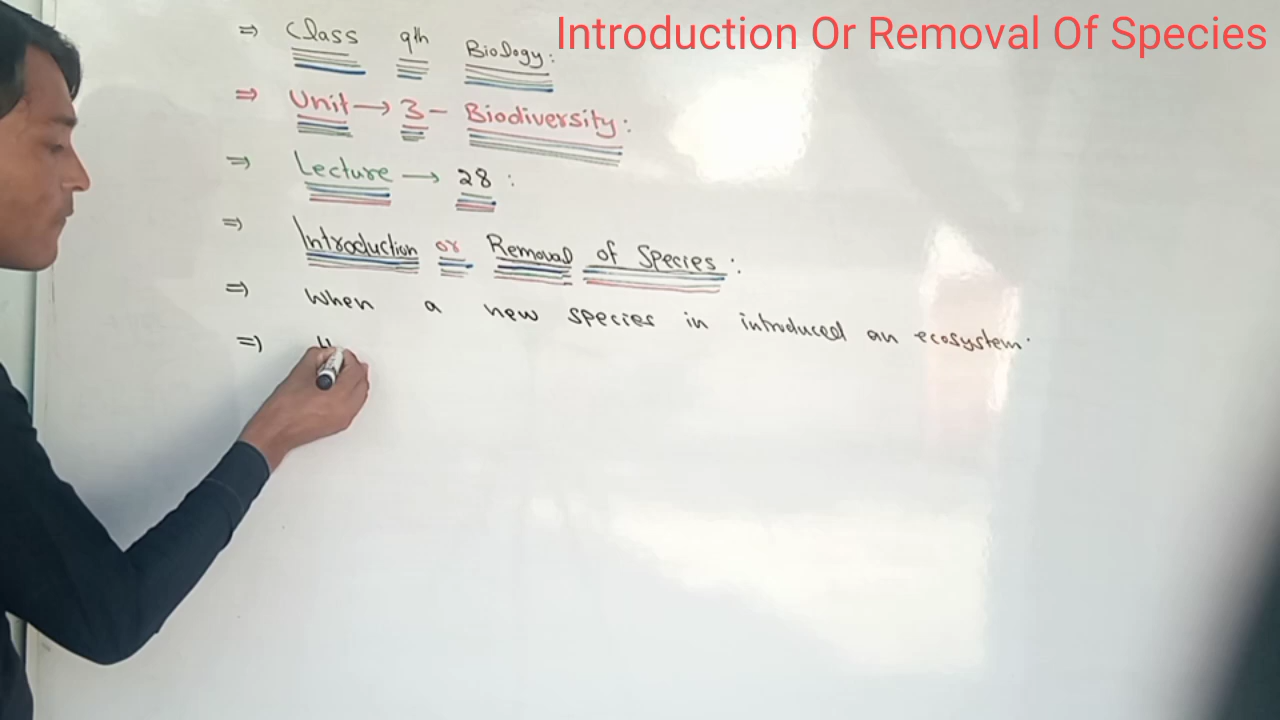 Introduction Or Removal Of Species
⇒ Class 9th Biology:
⇒ Unit → 3 - Biodiversity:
⇒ Lecture → 28 :
⇒ Introduction or Removal of Species :
⇒ When a new species in introduced an ecosystem.
⇒